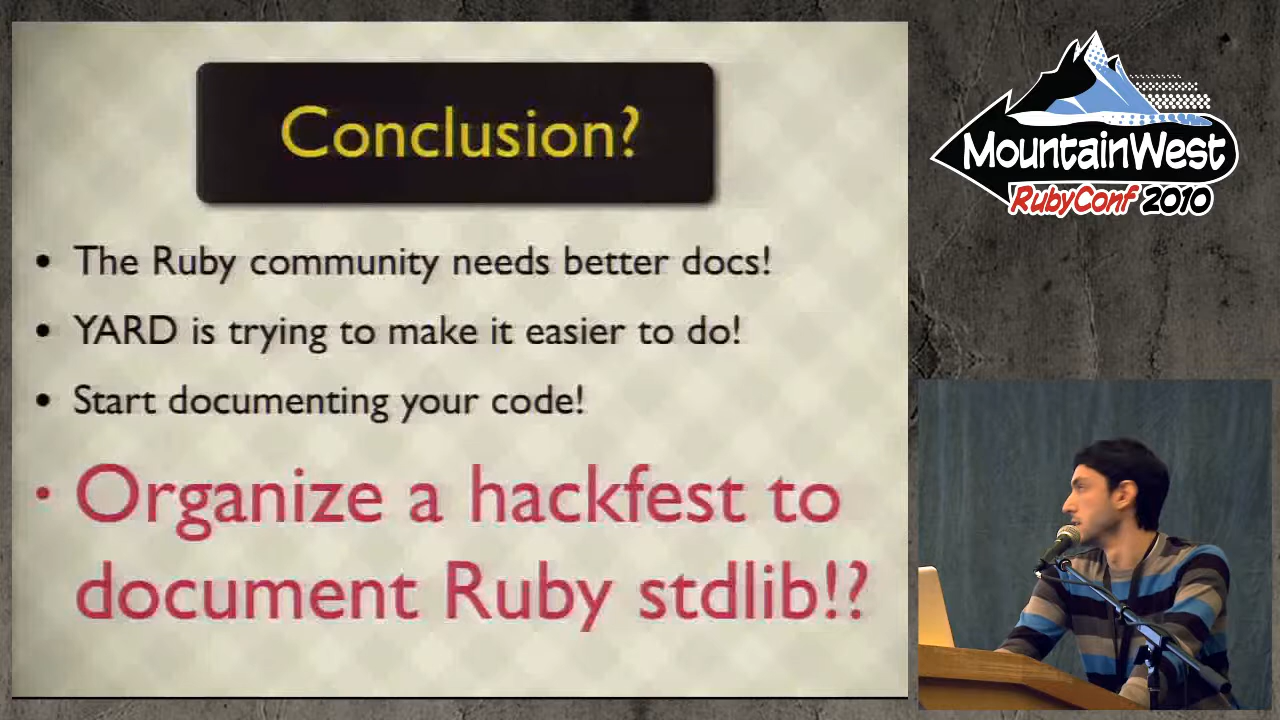 Conclusion?
• The Ruby community needs better docs!
• YARD is trying to make it easier to do!
• Start documenting your code!
• Organize a hackfest to
document Ruby stdlib!?
MountainWest
RubyConf 2010